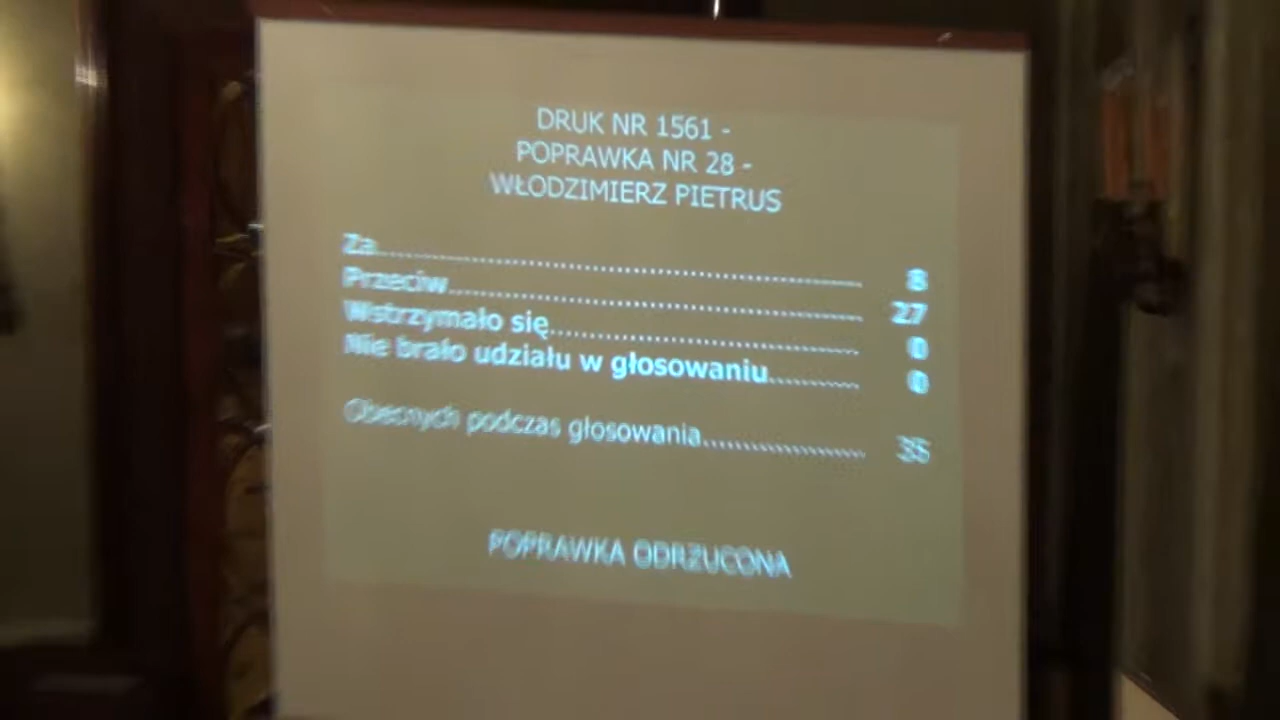 DRUK NR 1561 -
POPRAWKA NR 28 -
WŁODZIMIERZ PIETRUS
Za............................................................ 8
Przeciw.................................................... 27
Wstrzymało się....................................... 0
Nie brało udziału w głosowaniu........... 0
Obecnych podczas głosowania...................... 35
POPRAWKA ODRZUCONA